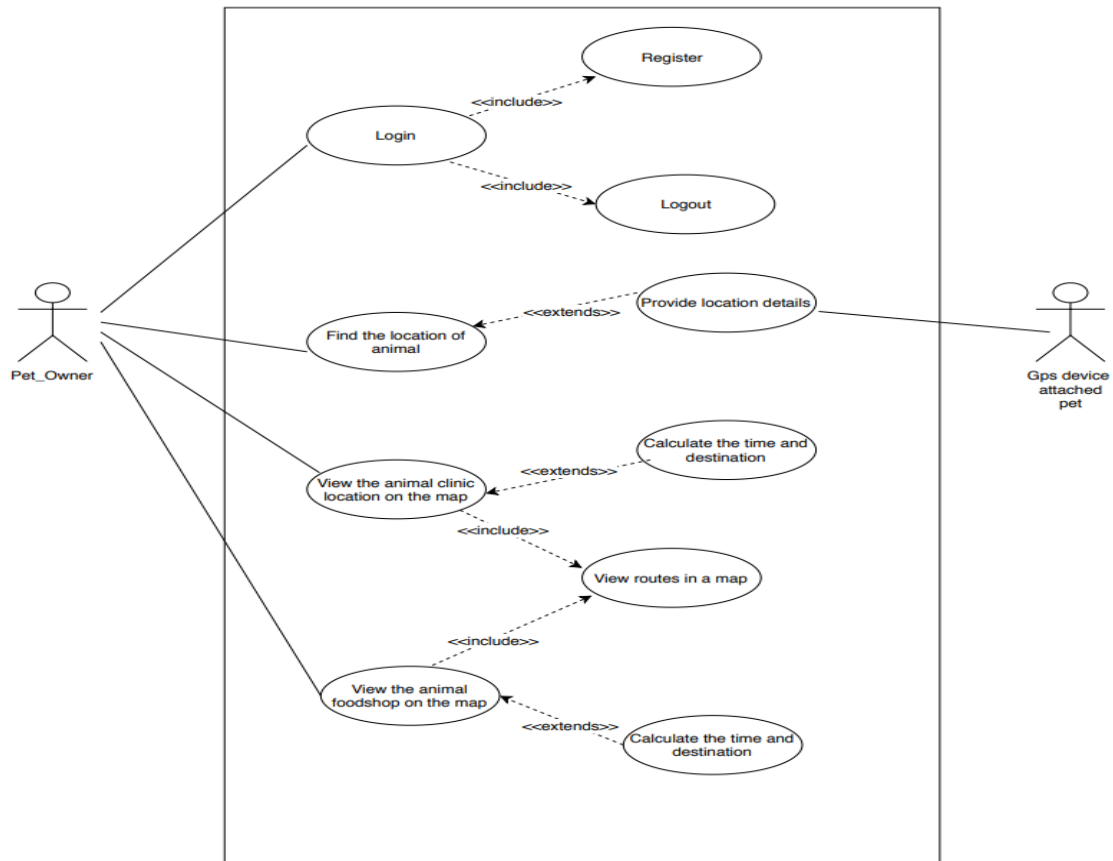 Register
<<include>>
Login
<<include>>
Logout
Provide location details
<<extends>>
Find the location of
animal
Pet_Owner
Gps device
attached
pet
Calculate the time and
destination
<<extends>>
View the animal clinic
location on the map
<<include>>
View routes in a map
<<include>>
View the animal
foodshop on the map
<<extends>>
Calculate the time and
destination